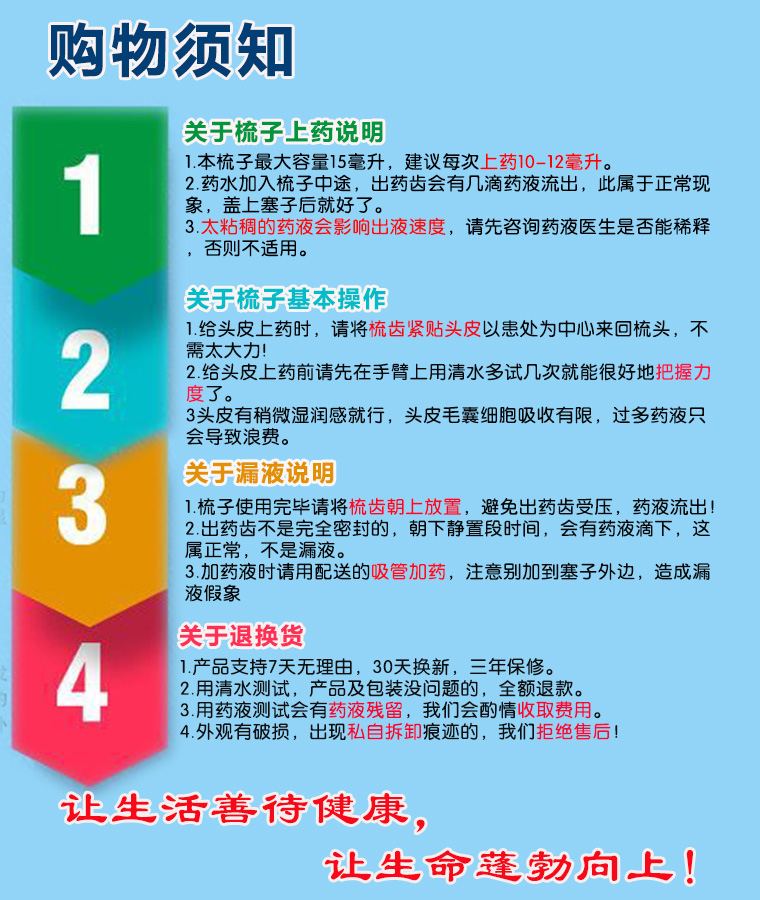 购物须知
1
关于梳子上药说明
1.本梳子最大容量15毫升，建议每次上药10-12毫升。
2.药水加入梳子中途，出药齿会有几滴药液流出，此属于正常现
象，盖上塞子后就好了。
3.太粘稠的药液会影响出液速度，请先咨询药液医生是否能稀释
，否则不适用。
2
关于梳子基本操作
1.给头皮上药时，请将梳齿紧贴头皮以患处为中心来回梳头，不
需太大力!
2.给头皮上药前请先在手臂上用清水多试几次就能很好地把握力
度了。
3头皮有稍微湿润感就行，头皮毛囊细胞吸收有限，过多药液只
会导致浪费。
3
关于漏液说明
1.梳子使用完毕请将梳齿朝上放置，避免出药齿受压，药液流出!
2.出药齿不是完全密封的，朝下静置段时间，会有药液滴下，这
属正常，不是漏液。
3.加药液时请用配送的吸管加药，注意别加到塞子外边，造成漏
液假象
4
关于退换货
1.产品支持7天无理由，30天换新，三年保修。
2.用清水测试，产品及包装没问题的，全额退款。
3.用药液测试会有药液残留，我们会酌情收取费用。
4.外观有破损，出现私自拆卸痕迹的，我们拒绝售后!
让生活善待健康，
让生命蓬勃向上!